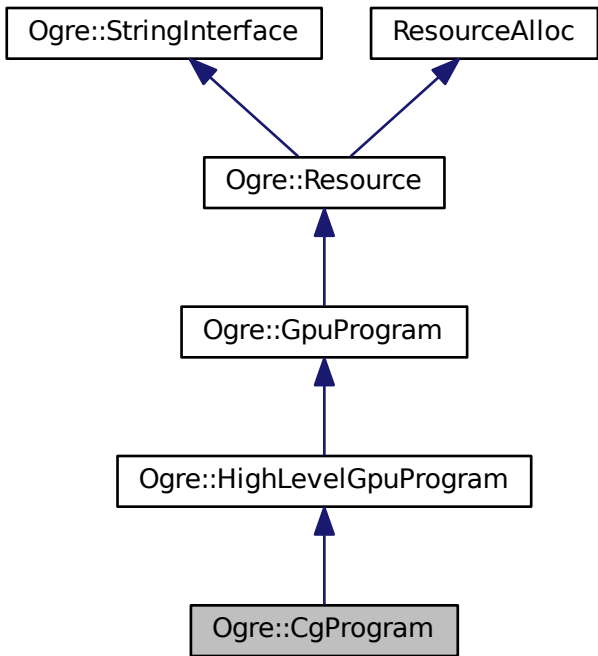 Ogre::StringInterface
ResourceAlloc
Ogre::Resource
Ogre::GpuProgram
Ogre::HighLevelGpuProgram
Ogre::CgProgram